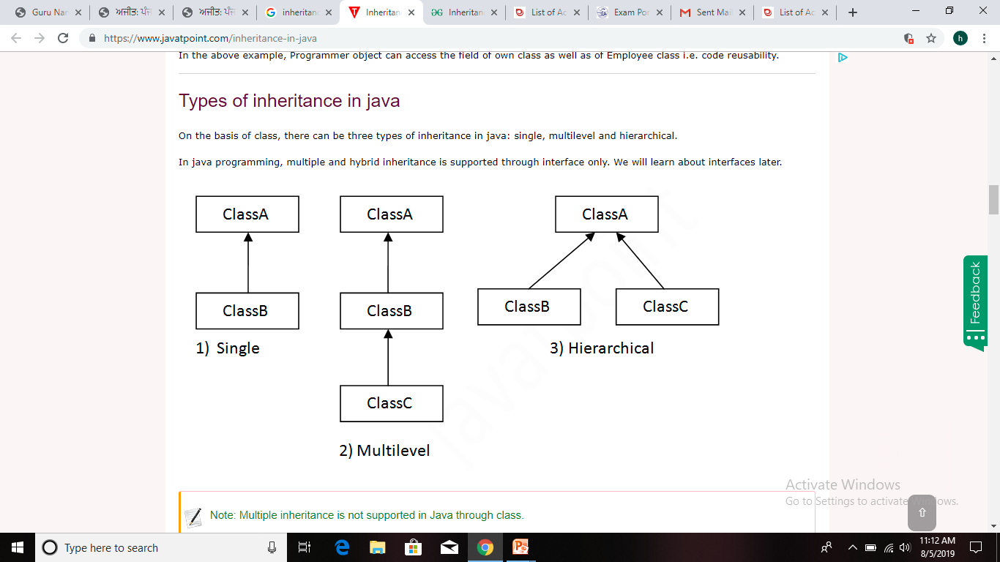 Guru Nan
ਅਜੀਤ: ਪੰਜ
ਅਜੀਤ: ਪੰਜ
inheritanc
Inheritan
Inheritan
List of Ac
Exam Por
Sent Mail
List of Ac
https://www.javatpoint.com/inheritance-in-java
h
In the above example, Programmer object can access the field of own class as well as of Employee class i.e. code reusability.
Types of inheritance in java
On the basis of class, there can be three types of inheritance in java: single, multilevel and hierarchical.
In java programming, multiple and hybrid inheritance is supported through interface only. We will learn about interfaces later.
ClassA
ClassB
1) Single
ClassA
ClassB
ClassC
2) Multilevel
ClassA
ClassB
ClassC
3) Hierarchical
javatpoint
Feedback
Note: Multiple inheritance is not supported in Java through class.
Activate Windows
Go to Settings to activate Windows.
Type here to search
11:12 AM
8/5/2019